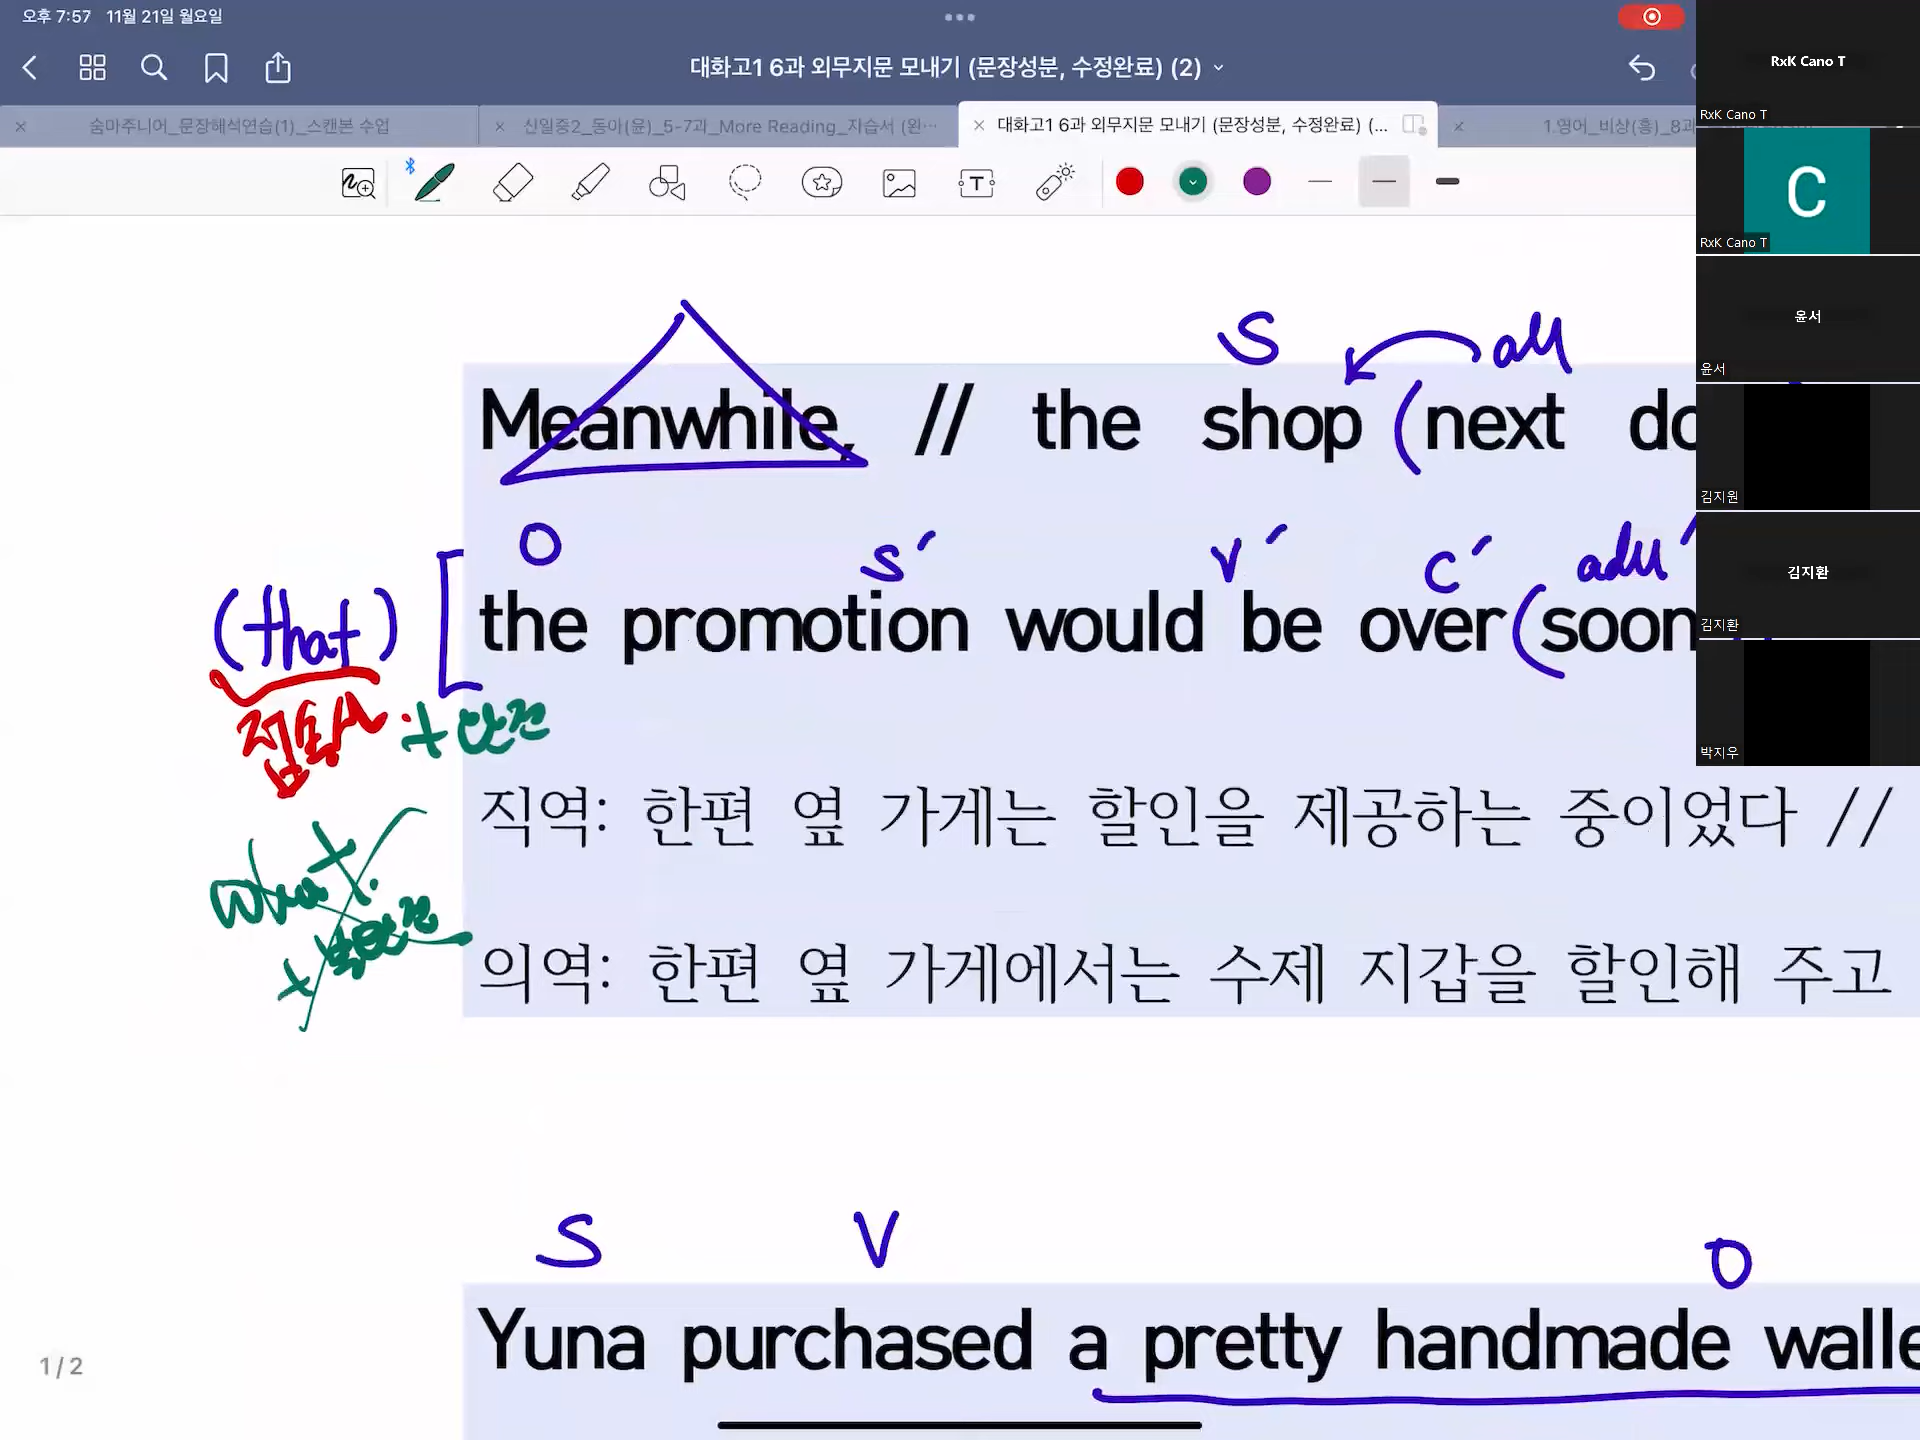 오후 7:57 11월 21일 월요일
대화고1 6과 외무지문 모내기 (문장성분, 수정완료) (2)
숨마주니어_문장해석연습(1)_스캔본 수업
신일중2_동아(윤)_5-7과_More Reading_자습서 (왼…
대화고1 6과 외무지문 모내기 (문장성분, 수정완료) (...
1.영어_비상(홍)_8과
T
RxK Cano T
RxK Cano T
C
RxK Cano T
윤서
윤서
김지원
김지환
김지환
박지우
S
Meanwhile, // the shop (next do
O s' v' c'
(that) [ the promotion would be over (soon
접속사 + 완전
직역: 한편 옆 가게는 할인을 제공하는 중이었다 //
what
+ 불완전
의역: 한편 옆 가게에서는 수제 지갑을 할인해 주고
S V O
Yuna purchased a pretty handmade walle
1 / 2